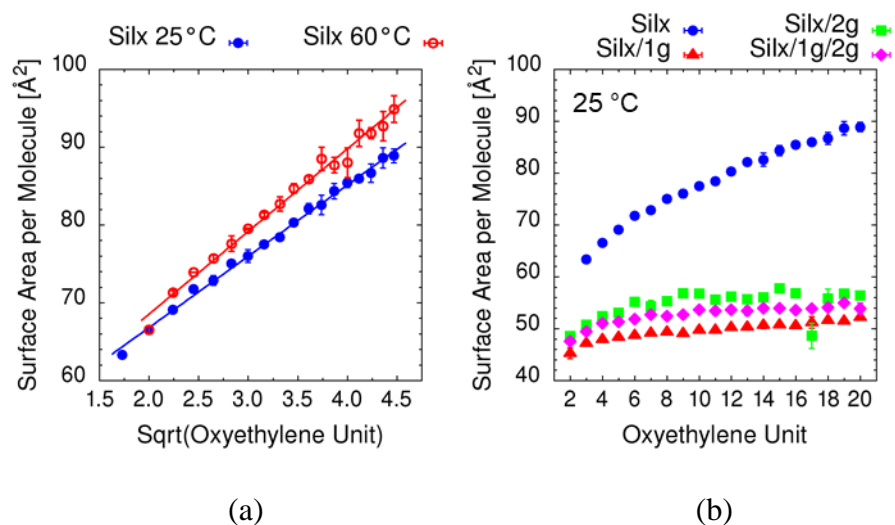 Silx 25°C
Silx 60°C
Surface Area per Molecule [Å²]
100
90
80
70
60
1.5 2.0 2.5 3.0 3.5 4.0 4.5
Sqrt(Oxyethylene Unit)
(a)
Silx
Silx/2g
Silx/1g
Silx/1g/2g
25 °C
Surface Area per Molecule [Å²]
100
90
80
70
60
50
40
2 4 6 8 10 12 14 16 18 20
Oxyethylene Unit
(b)